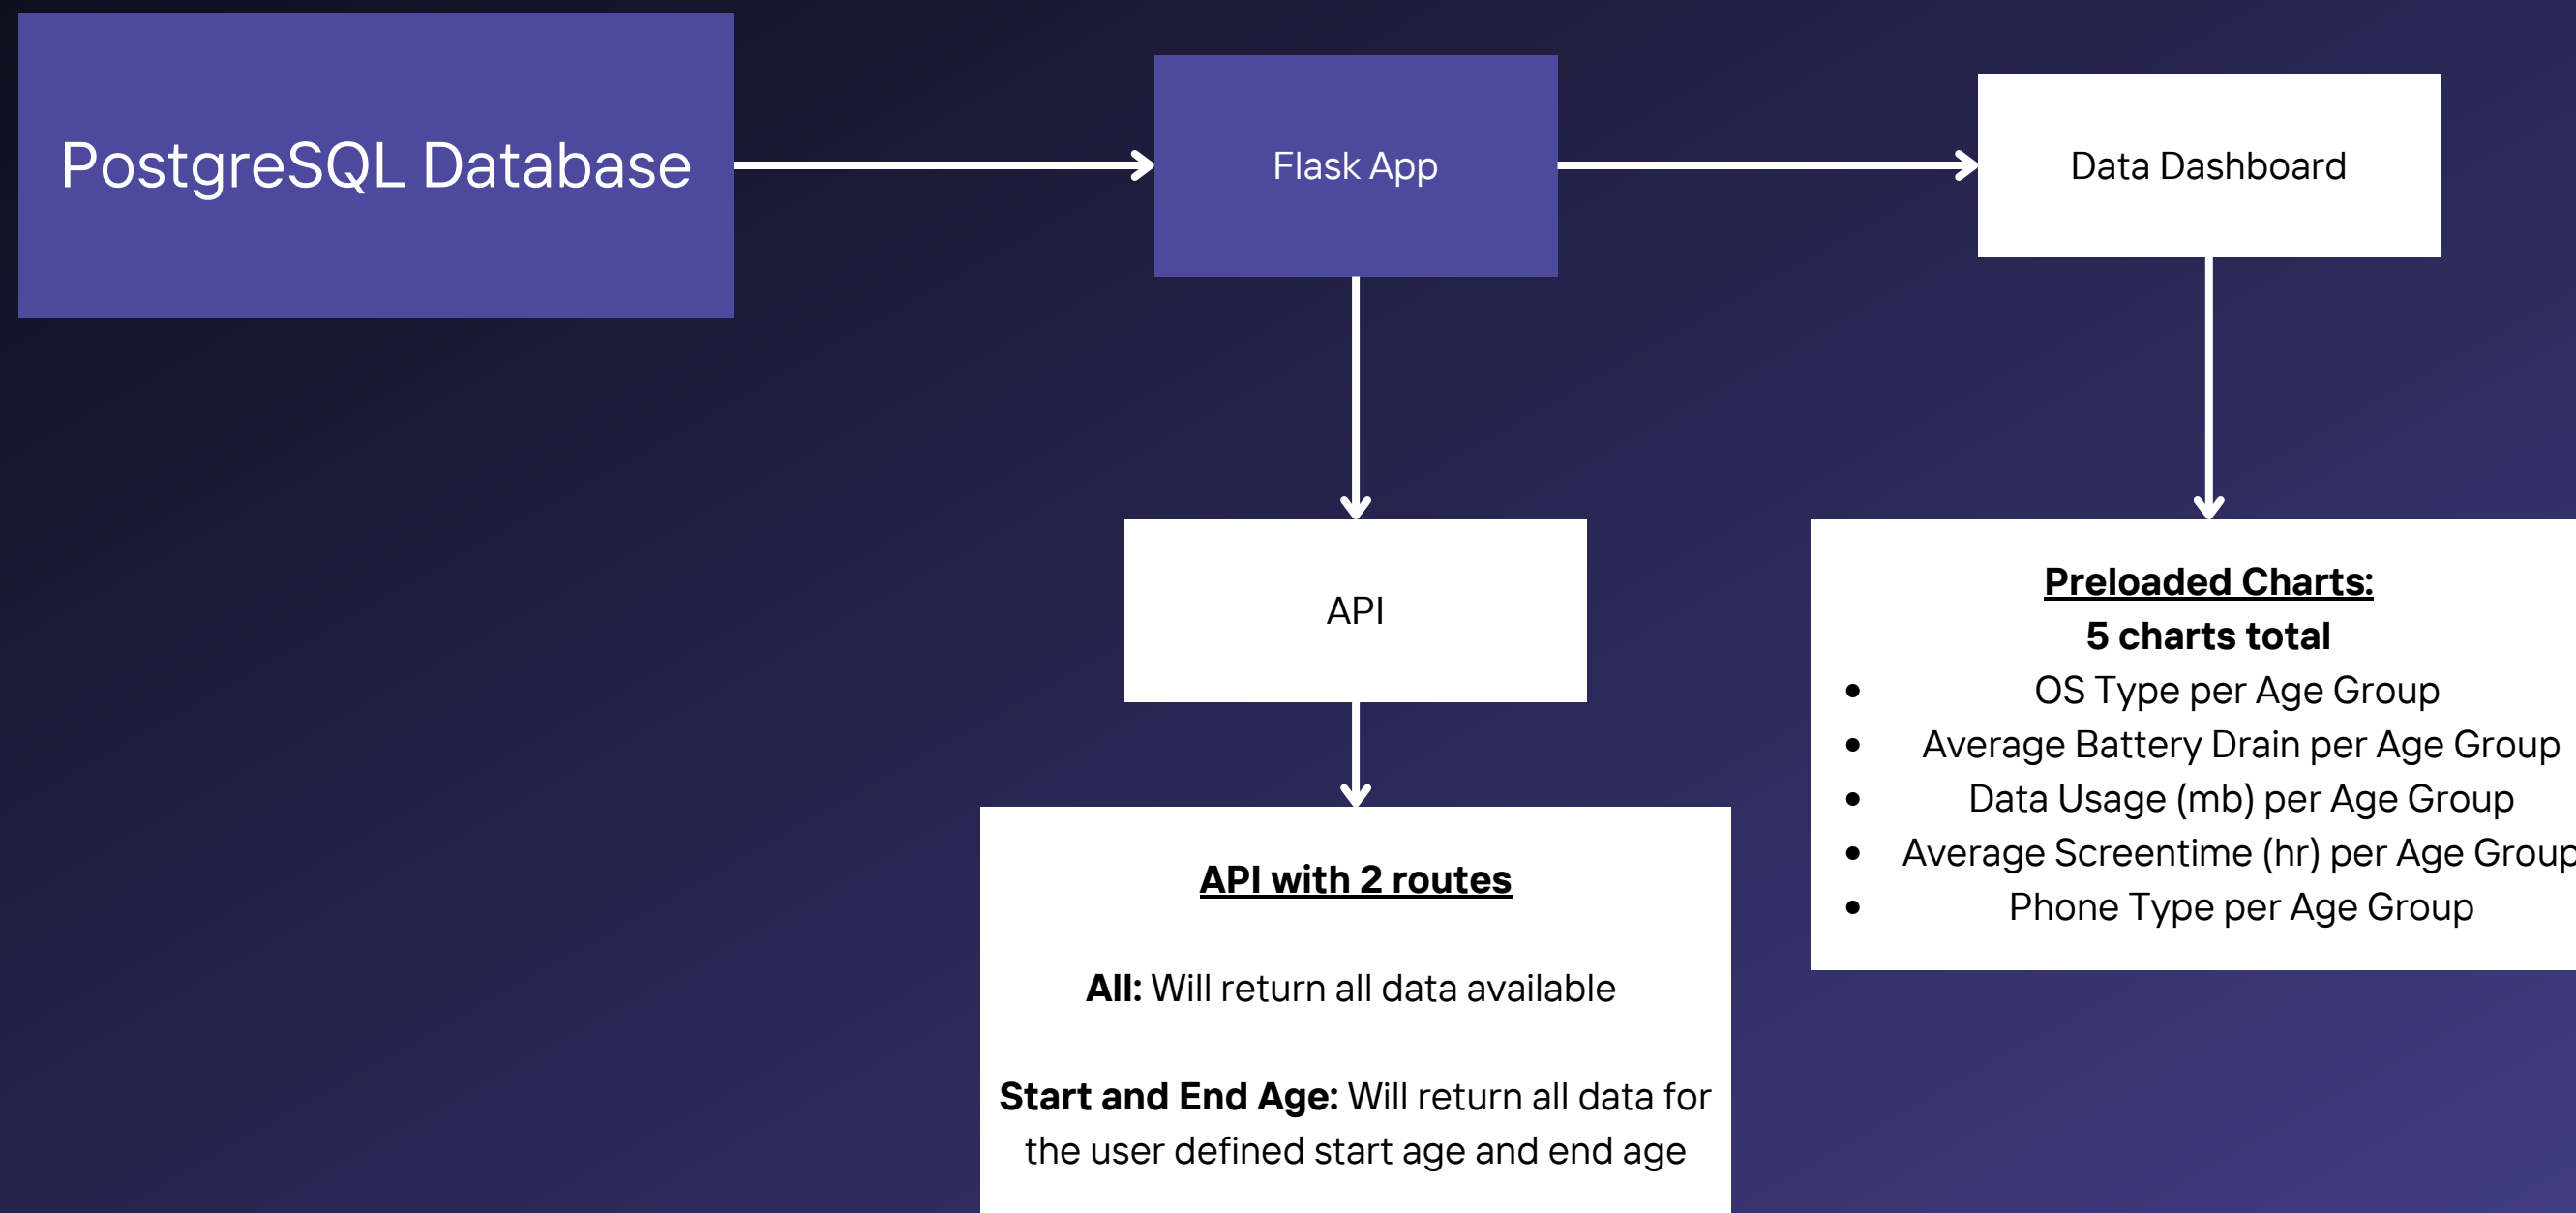 PostgreSQL Database
Flask App
Data Dashboard
API
API with 2 routes
All: Will return all data available
Start and End Age: Will return all data for
the user defined start age and end age
Preloaded Charts:
5 charts total
• OS Type per Age Group
• Average Battery Drain per Age Group
• Data Usage (mb) per Age Group
• Average Screentime (hr) per Age Group
• Phone Type per Age Group